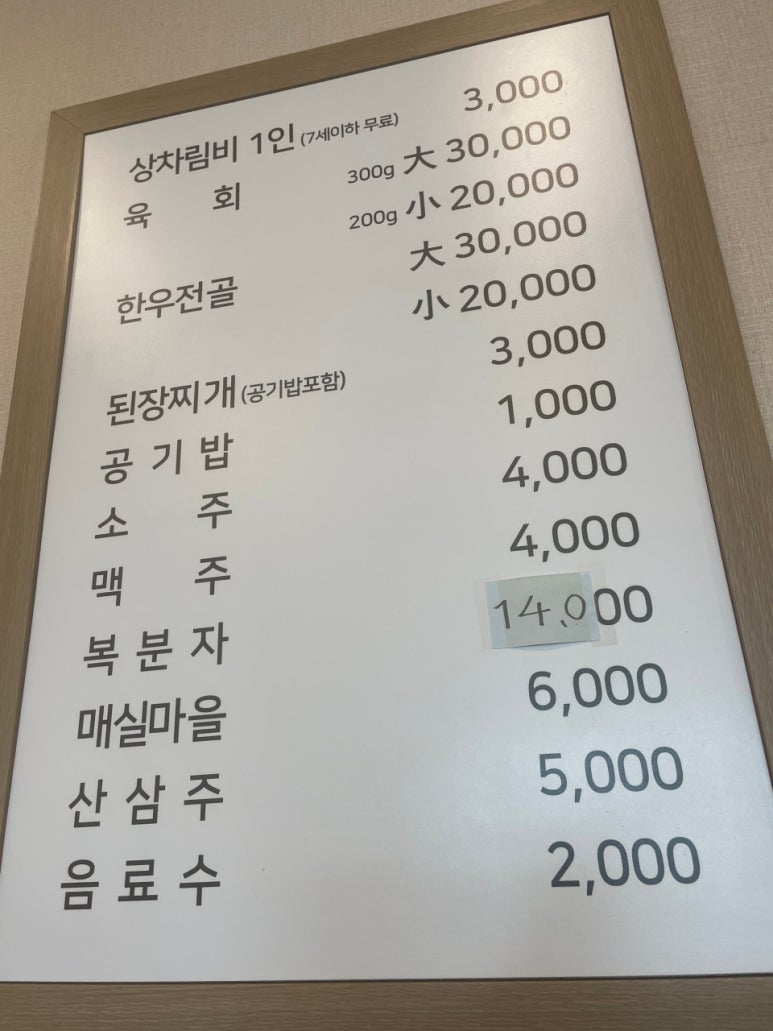 상차림비 1인 (7세이하 무료) 3,000
육 회 300g 大 30,000
200g 小 20,000
한우전골 大 30,000
小 20,000
된장찌개 (공기밥포함) 3,000
공 기 밥 1,000
소 주 4,000
맥 주 4,000
복 분 자 14,000
매실마을 6,000
산 삼 주 5,000
음 료 수 2,000